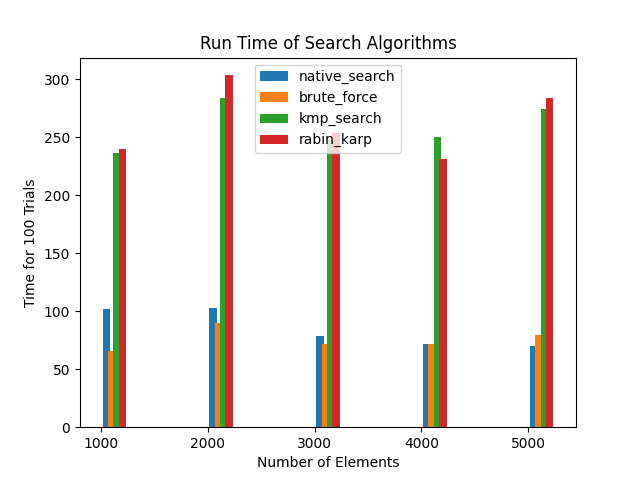 Run Time of Search Algorithms
native_search
brute_force
kmp_search
rabin_karp
Time for 100 Trials
300
250
200
150
100
50
0
1000 2000 3000 4000 5000
Number of Elements